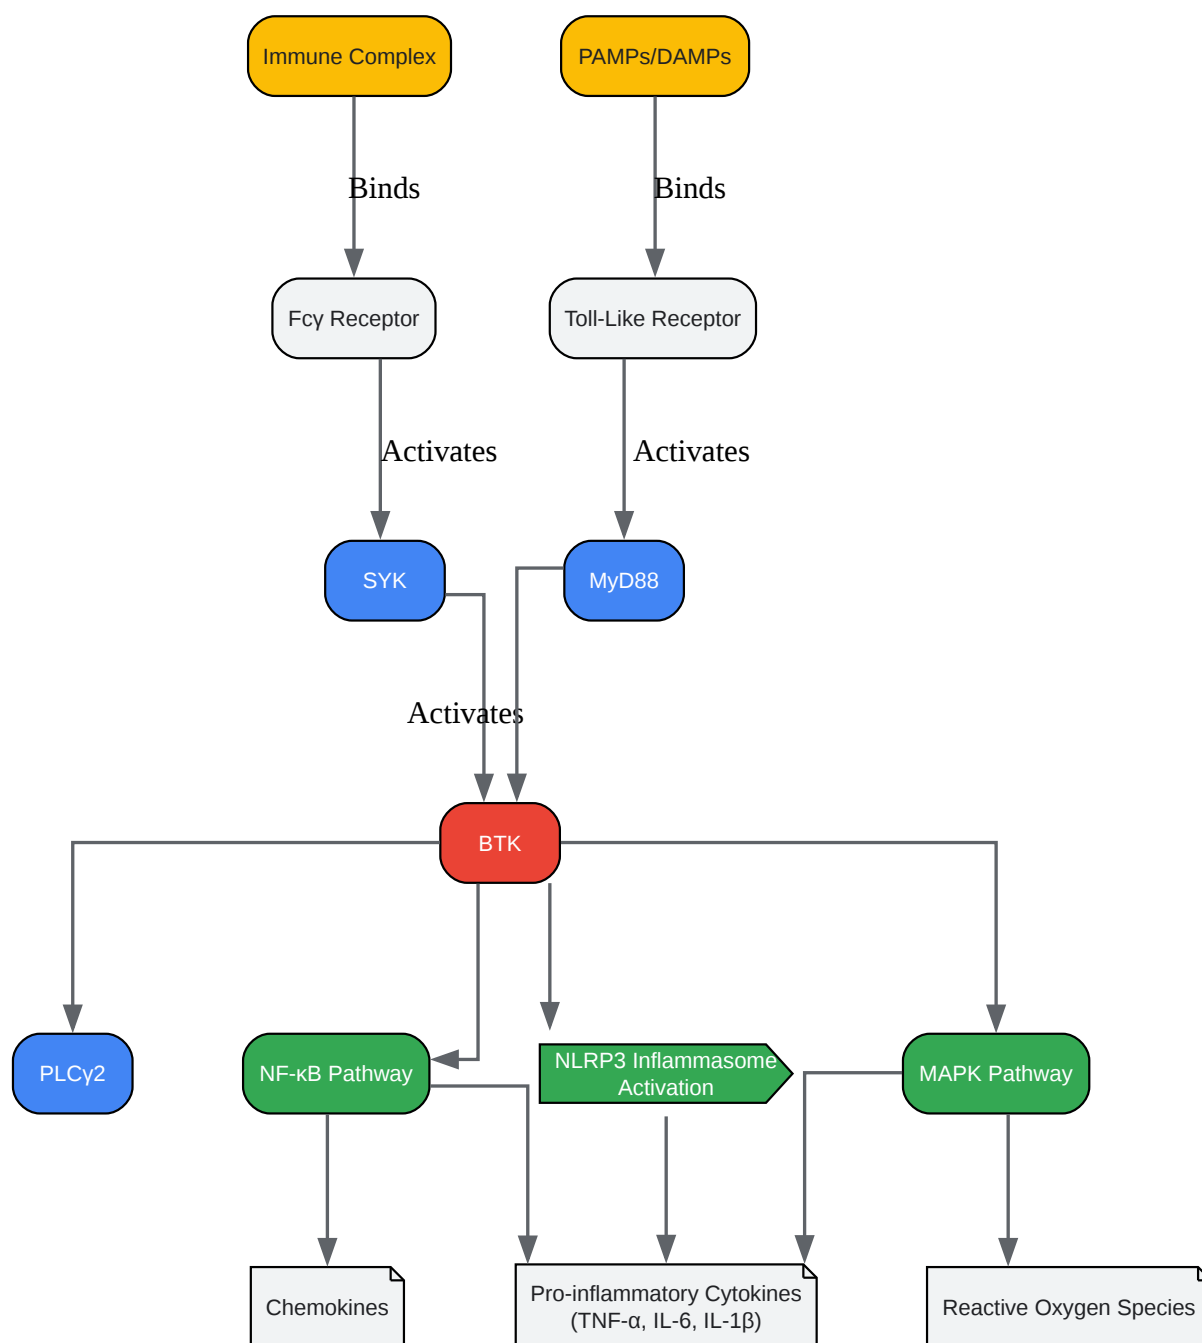 Immune Complex
PAMPs/DAMPs
Binds
Binds
Fcγ Receptor
Toll-Like Receptor
Activates
Activates
SYK
MyD88
Activates
BTK
PLCγ2
NF-κB Pathway
NLRP3 Inflammasome
Activation
MAPK Pathway
Chemokines
Pro-inflammatory Cytokines
(TNF-α, IL-6, IL-1β)
Reactive Oxygen Species